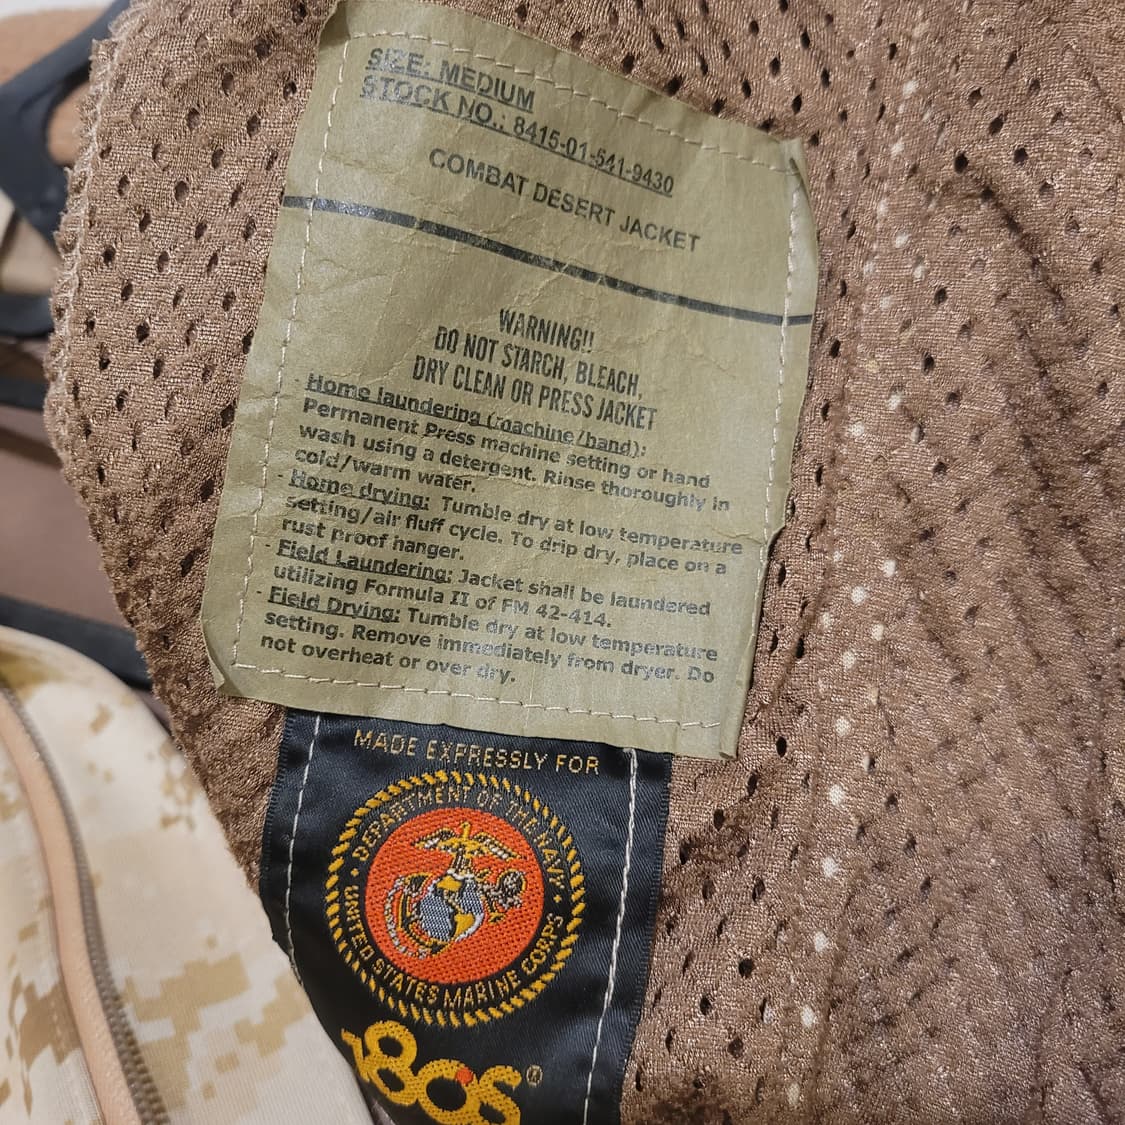 SIZE: MEDIUM
STOCK NO.: 8415-01-541-9430
COMBAT DESERT JACKET
WARNING!!
DO NOT STARCH, BLEACH,
DRY CLEAN OR PRESS JACKET
- Home laundering (machine/hand):
Permanent Press machine setting or hand
wash using a detergent. Rinse thoroughly in
cold/warm water.
- Home drying: Tumble dry at low temperature
setting/air fluff cycle. To drip dry, place on a
rust proof hanger.
- Field Laundering: Jacket shall be laundered
utilizing Formula II of FM 42-414.
- Field Drying: Tumble dry at low temperature
setting. Remove immediately from dryer. Do
not overheat or over dry.
MADE EXPRESSLY FOR
DEPARTMENT OF THE NAVY
UNITED STATES MARINE CORPS